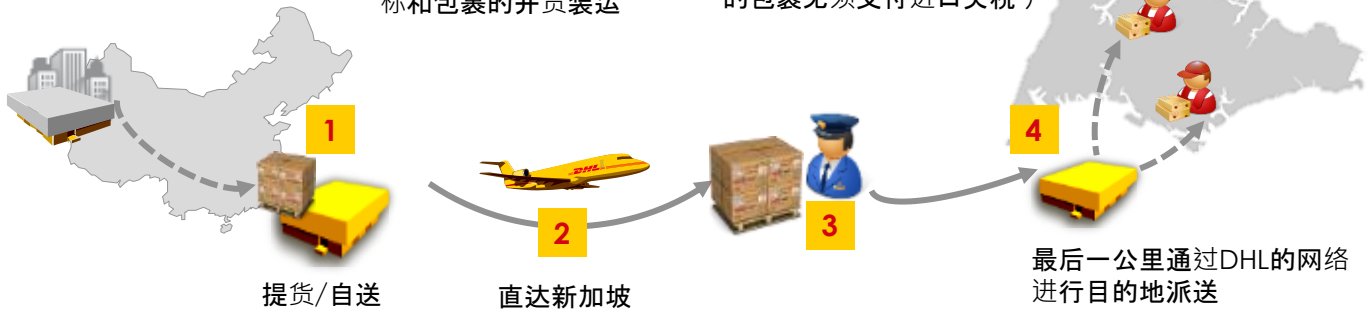 标和包裹的并货装运
的包裹无须支付进口关税）
1
DHL
2
3
4
提货/自送
直达新加坡
最后一公里通过DHL的网络
进行目的地派送